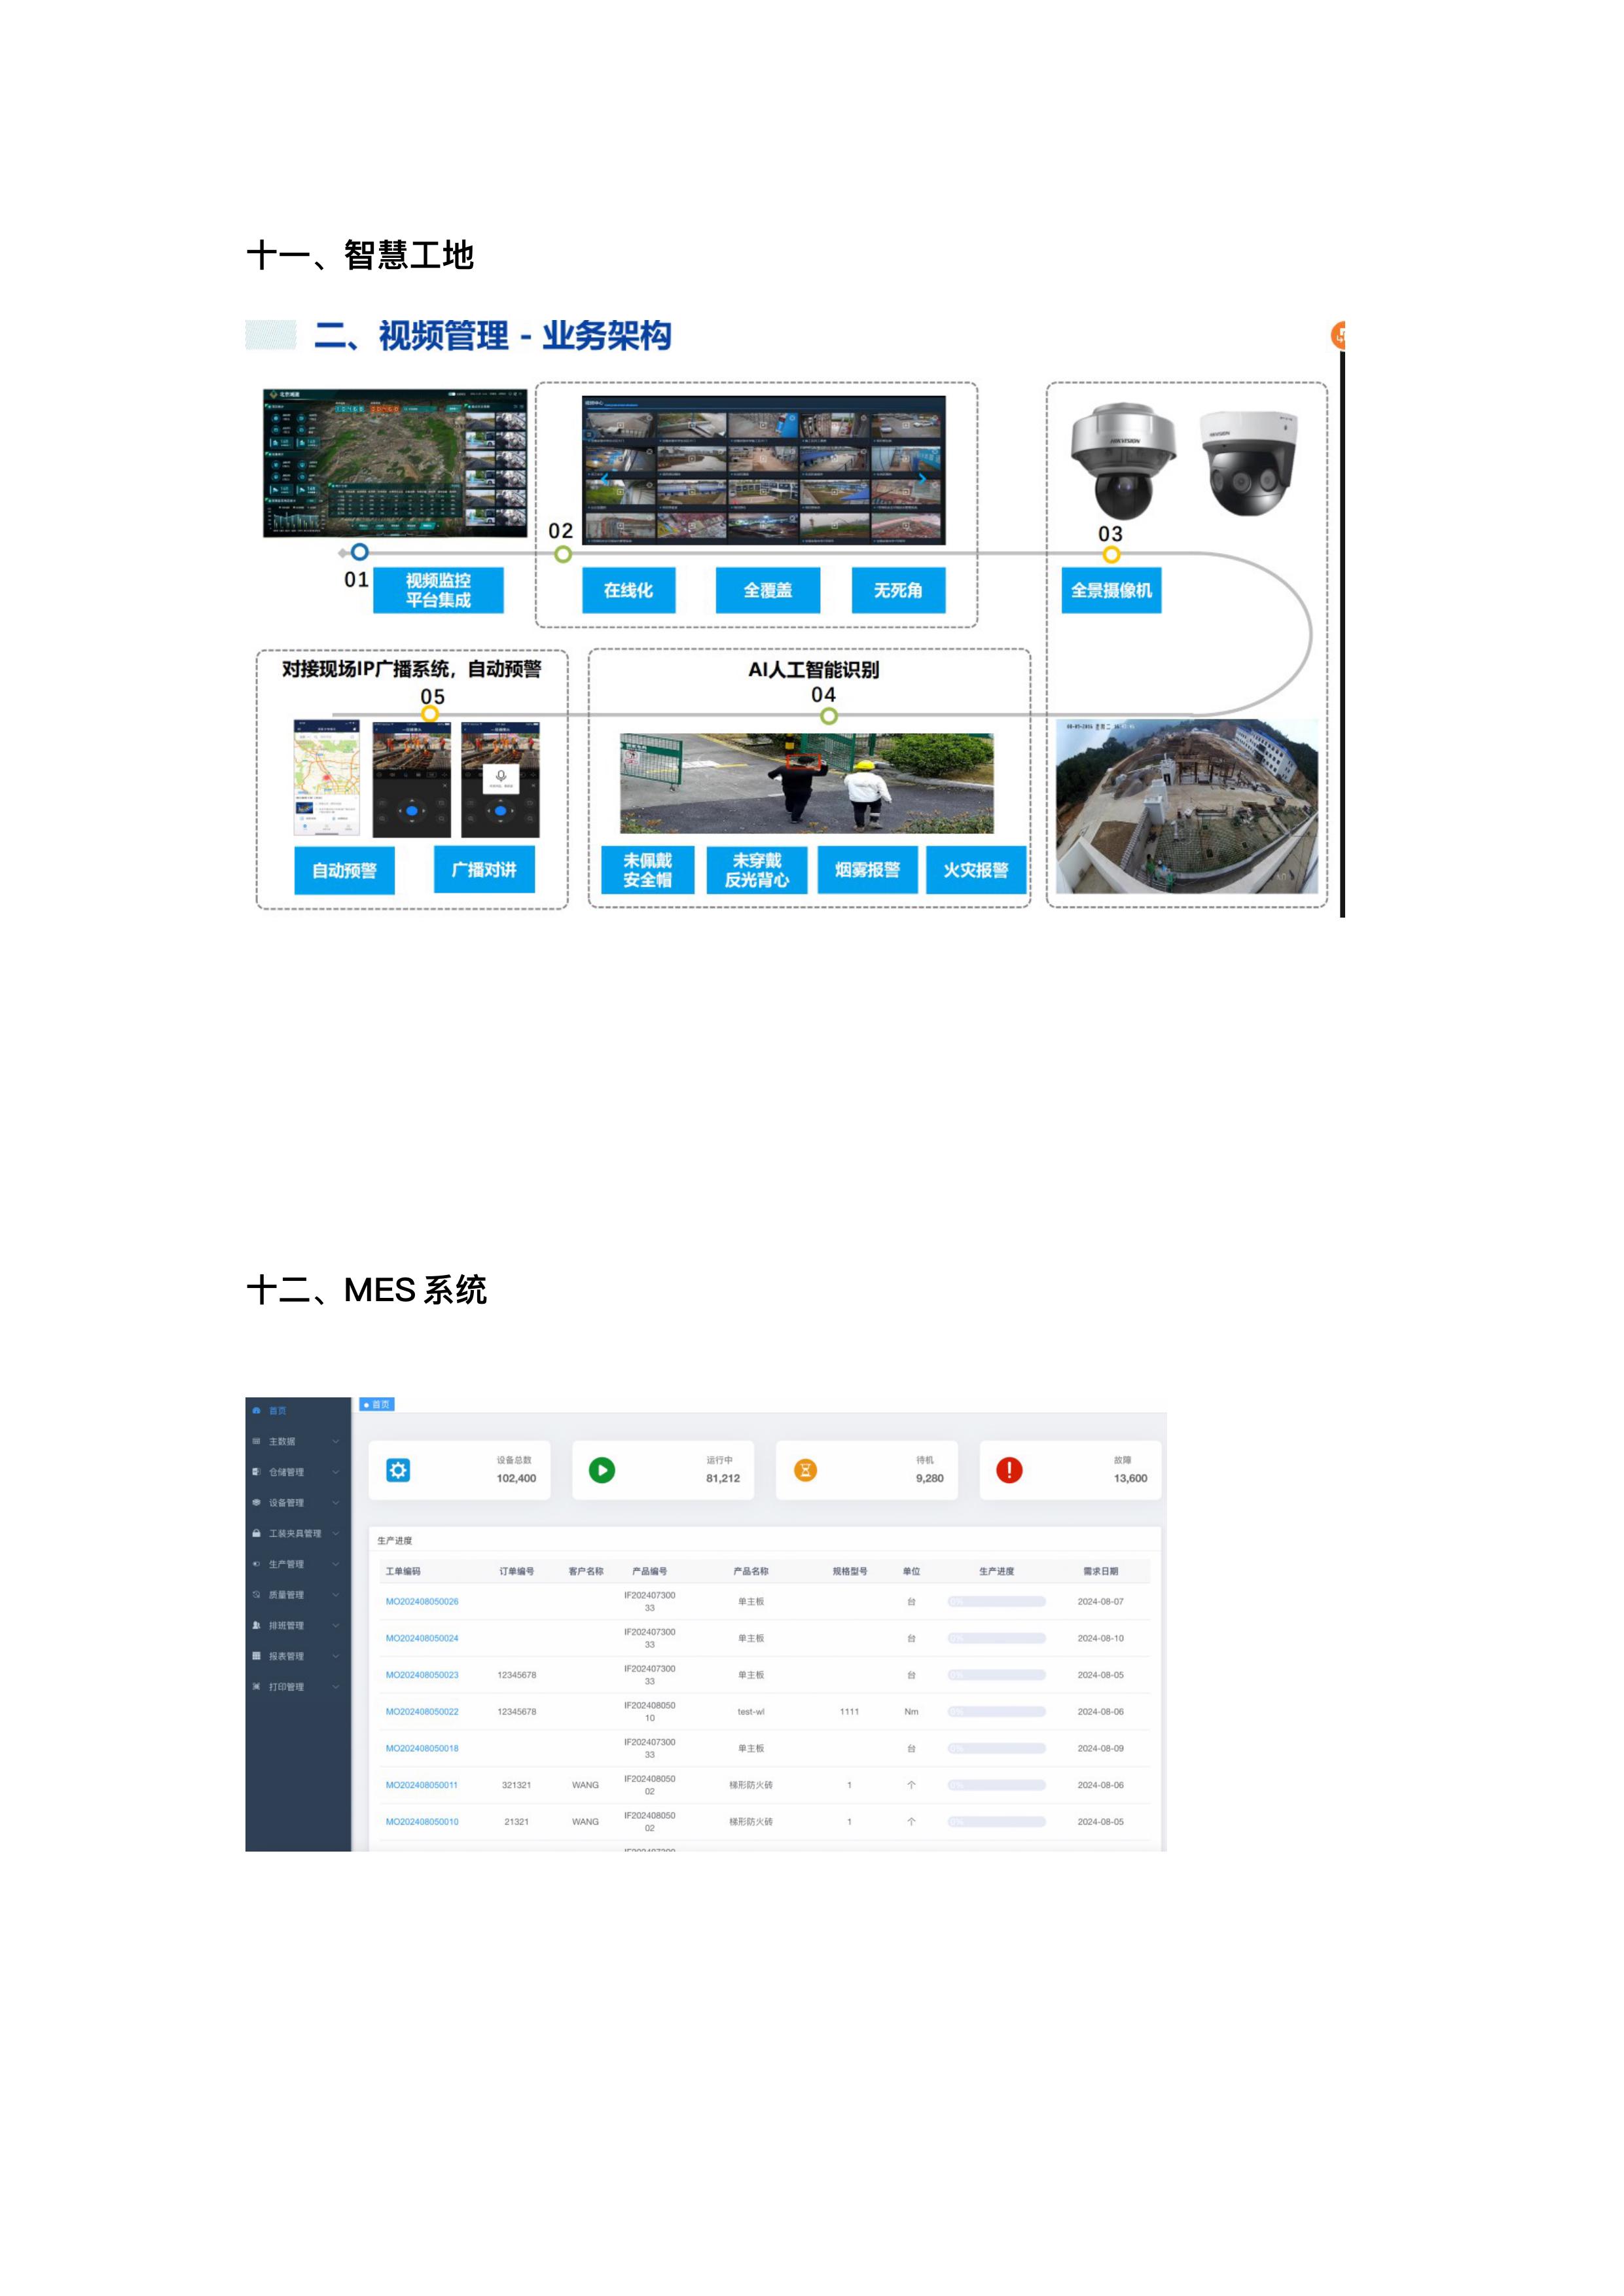 十一、智慧工地
二、视频管理 - 业务架构
01
视频监控
平台集成
02
在线化
全覆盖
无死角
HIKVISION
HIKVISION
03
全景摄像机
对接现场IP广播系统，自动预警
05
自动预警
广播对讲
AI人工智能识别
04
未佩戴
安全帽
未穿戴
反光背心
烟雾报警
火灾报警
十二、MES 系统
首页
主数据
仓储管理
设备管理
工装夹具管理
生产管理
质量管理
排班管理
报表管理
打印管理
首页
设备总数
102,400
运行中
81,212
待机
9,280
故障
13,600
生产进度
工单编码 订单编号 客户名称 产品编号 产品名称 规格型号 单位 生产进度 需求日期
MO202408050026 IF20240730033 单主板 台 0% 2024-08-07
MO202408050024 IF20240730033 单主板 台 0% 2024-08-10
MO202408050023 12345678 IF20240730033 单主板 台 0% 2024-08-05
MO202408050022 12345678 IF20240805010 test-wl 1111 Nm 0% 2024-08-06
MO202408050018 IF20240730033 单主板 台 0% 2024-08-09
MO202408050011 321321 WANG IF20240805002 梯形防火砖 1 个 0% 2024-08-06
MO202408050010 21321 WANG IF20240805002 梯形防火砖 1 个 0% 2024-08-05